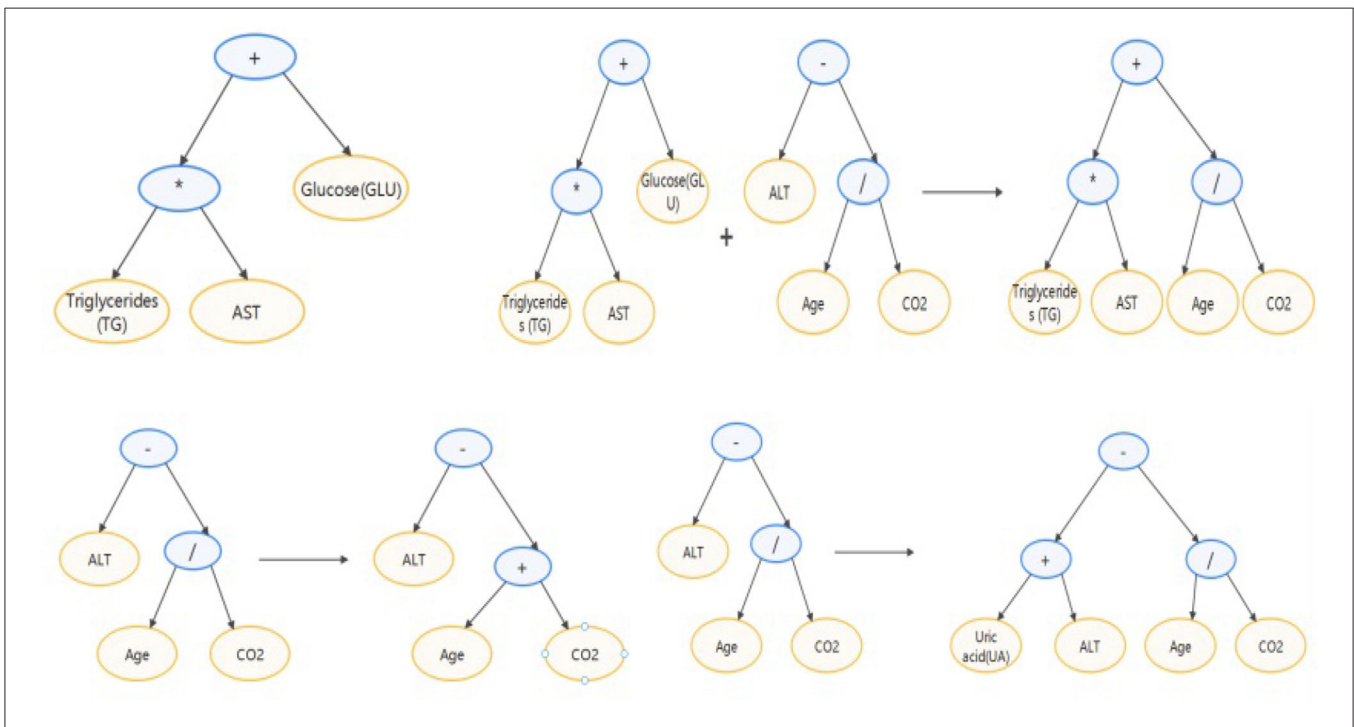 +
*
Glucose(GLU)
Triglycerides
(TG)
AST
+
*
Glucose(GL
U)
Triglyceride
s (TG)
AST
+
-
ALT
/
Age
CO2
+
*
/
Triglyceride
s (TG)
AST
Age
CO2
-
ALT
/
Age
CO2
-
ALT
+
Age
CO2
-
ALT
/
Age
CO2
-
+
/
Uric
acid(UA)
ALT
Age
CO2